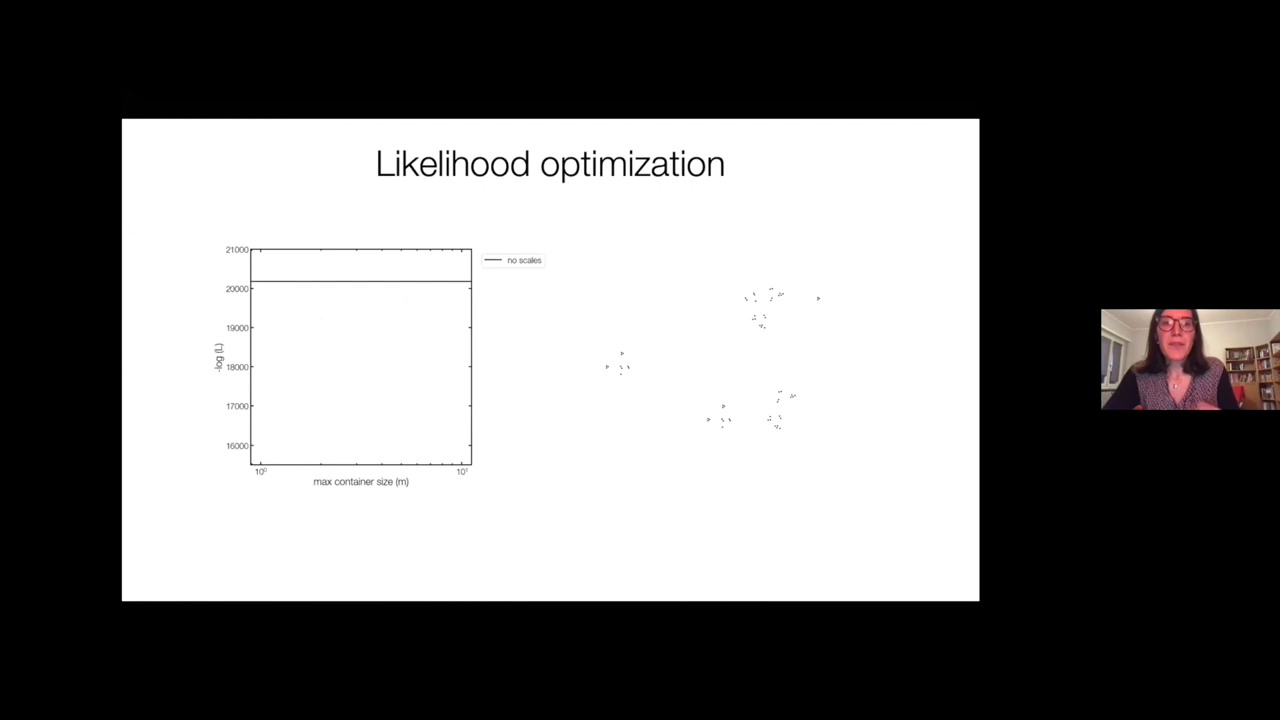 Likelihood optimization
21000
20000
19000
18000
17000
16000
-log (L)
10⁰
10¹
max container size (m)
no scales